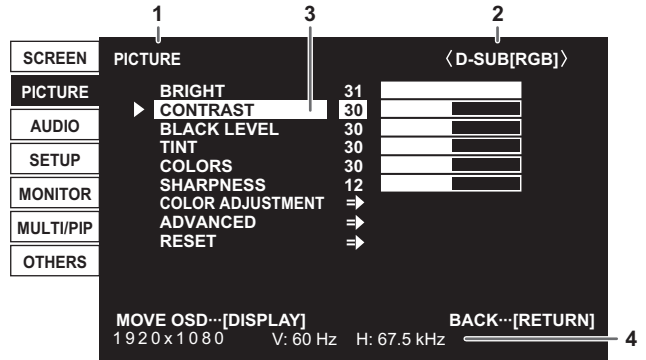 1 3 2
SCREEN
PICTURE
AUDIO
SETUP
MONITOR
MULTI/PIP
OTHERS
PICTURE 〈D-SUB[RGB]〉
BRIGHT 31
CONTRAST 30
BLACK LEVEL 30
TINT 30
COLORS 30
SHARPNESS 12
COLOR ADJUSTMENT
ADVANCED
RESET
MOVE OSD···[DISPLAY] BACK···[RETURN]
1920x1080 V: 60 Hz H: 67.5 kHz 4